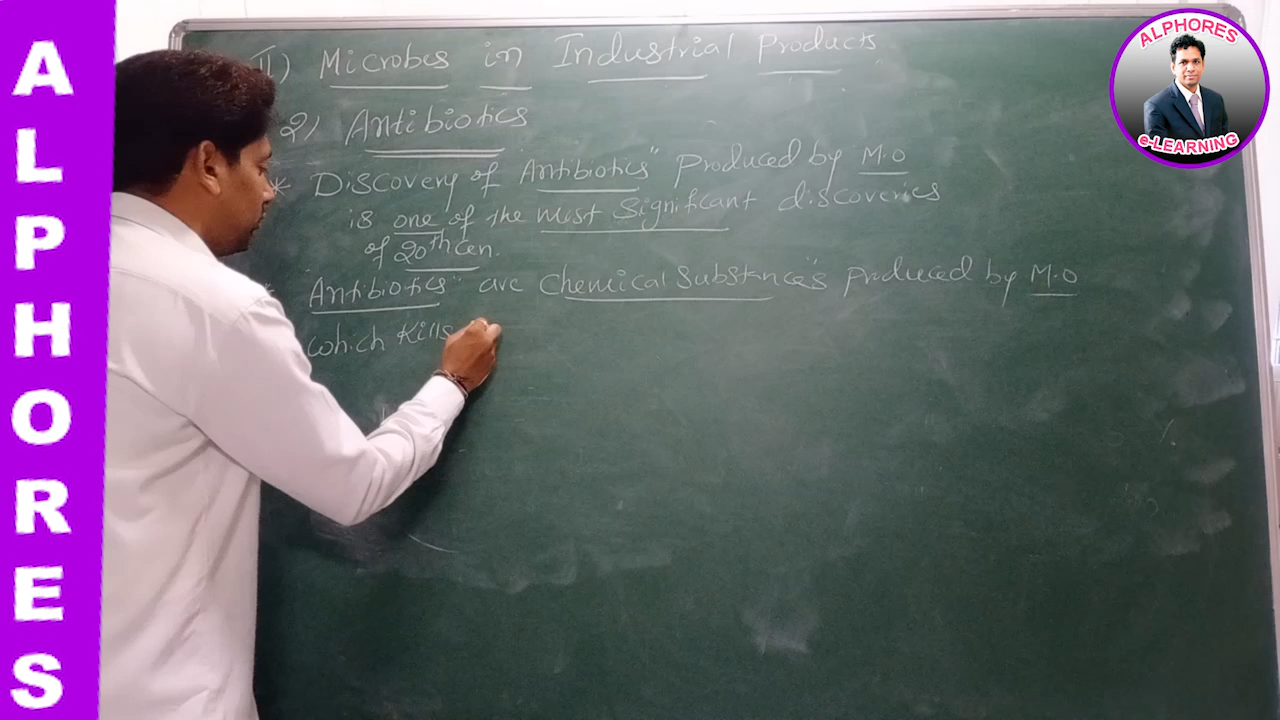 ALPHORES
II) Microbes in Industrial Products
2) Antibiotics
* Discovery of Antibiotics" Produced by M.O
is one of the most Significant discoveries
of 20th cen.
* Antibiotics" are Chemical Substances" produced by M.O
which kills
ALPHORES
e-LEARNING